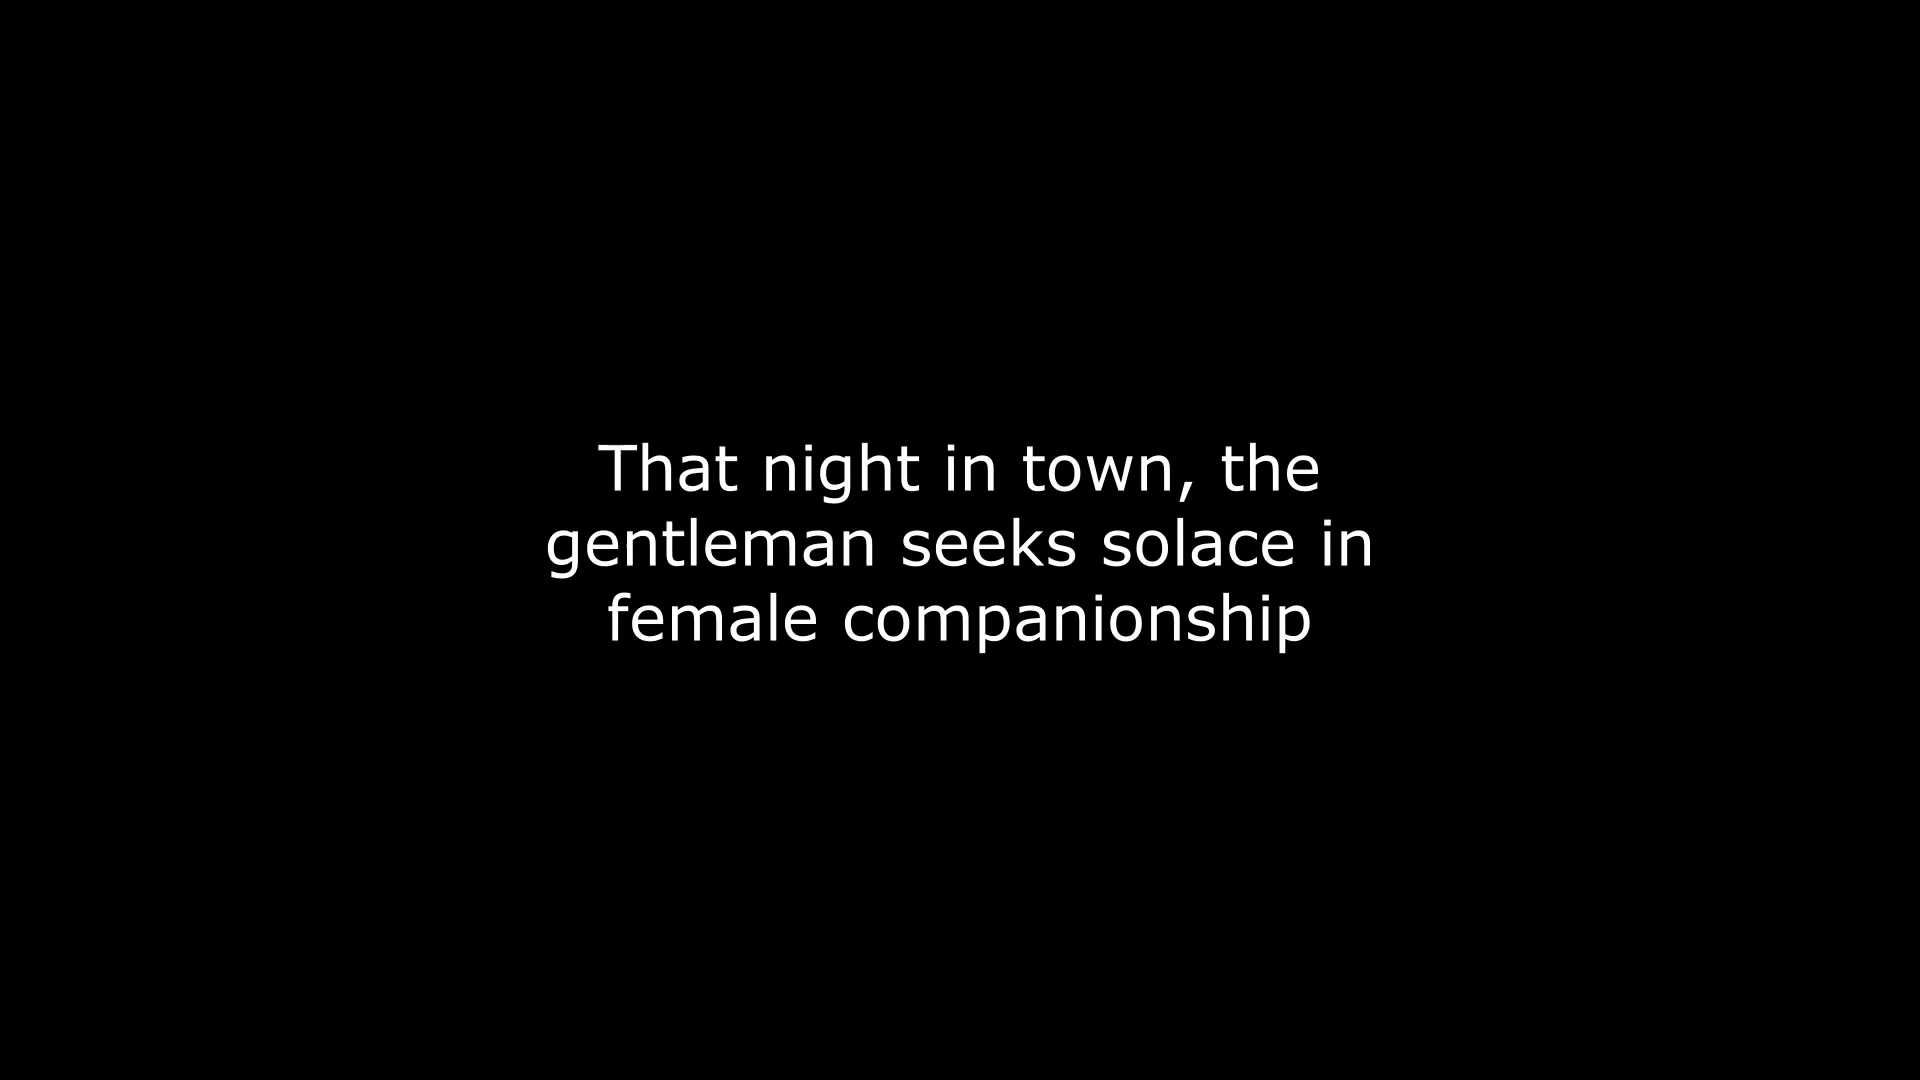 That night in town, the
gentleman seeks solace in
female companionship